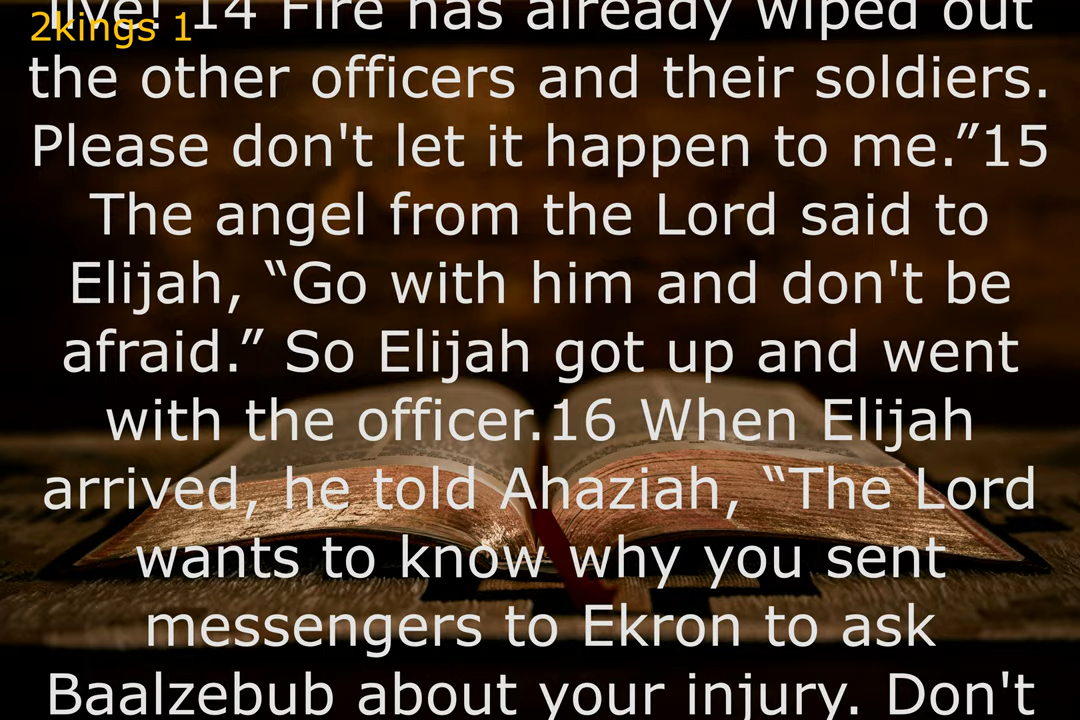 live! 14 Fire has already wiped out
2kings 1
the other officers and their soldiers.
Please don't let it happen to me.”15
The angel from the Lord said to
Elijah, “Go with him and don't be
afraid.” So Elijah got up and went
with the officer.16 When Elijah
arrived, he told Ahaziah, “The Lord
wants to know why you sent
messengers to Ekron to ask
Baalzebub about your injury. Don't